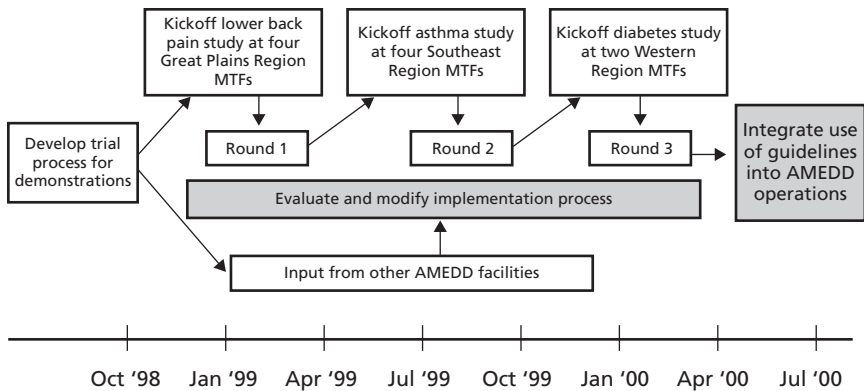 Kickoff lower back
pain study at four
Great Plains Region
MTFs
Kickoff asthma study
at four Southeast
Region MTFs
Kickoff diabetes study
at two Western
Region MTFs
Develop trial
process for
demonstrations
Round 1
Round 2
Round 3
Integrate use
of guidelines
into AMEDD
operations
Evaluate and modify implementation process
Input from other AMEDD facilities
Oct ‘98 Jan ‘99 Apr ‘99 Jul ‘99 Oct ‘99 Jan ‘00 Apr ‘00 Jul ‘00